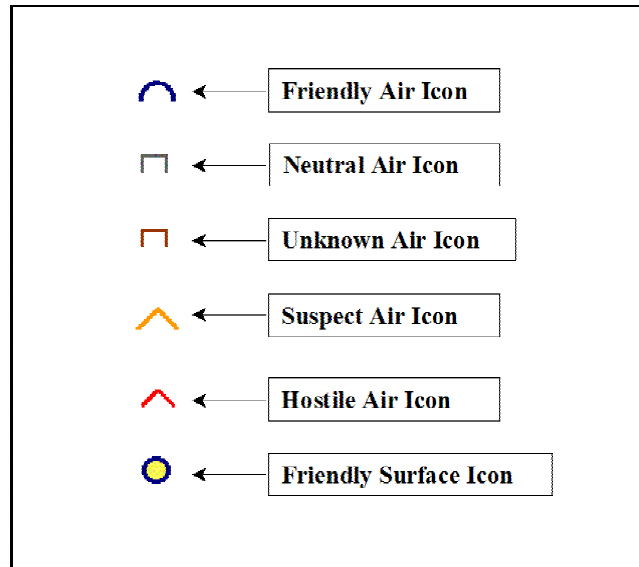 Friendly Air Icon
Neutral Air Icon
Unknown Air Icon
Suspect Air Icon
Hostile Air Icon
Friendly Surface Icon